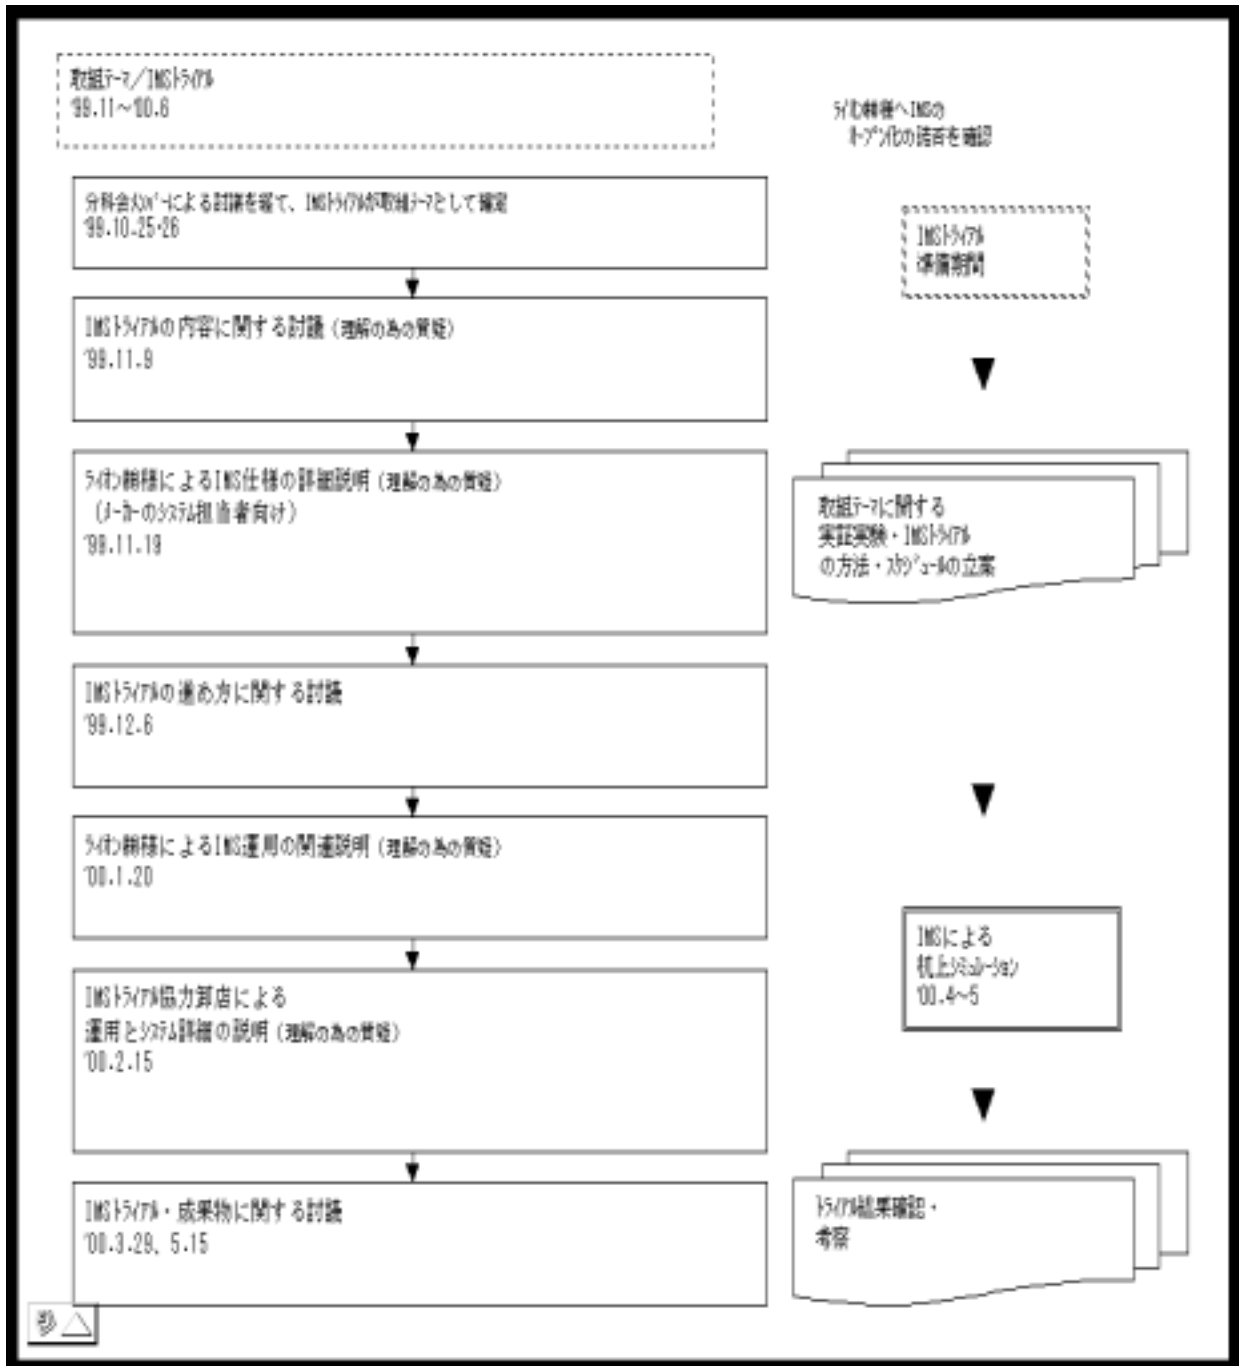 取組ﾃｰﾏ／IMSﾄﾗｲｱﾙ
'99.11～'00.6
ﾗｲｵﾝ㈱様へIMSの
ｵｰﾌﾟﾝ化の諾否を確認
分科会ﾒﾝﾊﾞｰによる討議を経て、IMSﾄﾗｲｱﾙが取組ﾃｰﾏとして確定
'99.10.25･26
IMSﾄﾗｲｱﾙ
準備期間
IMSﾄﾗｲｱﾙの内容に関する討議（理解の為の質疑）
'99.11.9
ﾗｲｵﾝ㈱様によるIMS仕様の詳細説明（理解の為の質疑）
（ﾒｰｶｰのｼｽﾃﾑ担当者向け）
'99.11.19
取組ﾃｰﾏに関する
実証実験・IMSﾄﾗｲｱﾙ
の方法・ｽｹｼﾞｭｰﾙの立案
IMSﾄﾗｲｱﾙの進め方に関する討議
'99.12.6
ﾗｲｵﾝ㈱様によるIMS運用の関連説明（理解の為の質疑）
'00.1.20
IMSによる
机上ｼﾐｭﾚｰｼｮﾝ
'00.4～5
IMSﾄﾗｲｱﾙ協力卸店による
運用とｼｽﾃﾑ詳細の説明（理解の為の質疑）
'00.2.15
IMSﾄﾗｲｱﾙ・成果物に関する討議
'00.3.29、5.15
ﾄﾗｲｱﾙ結果確認・
考察